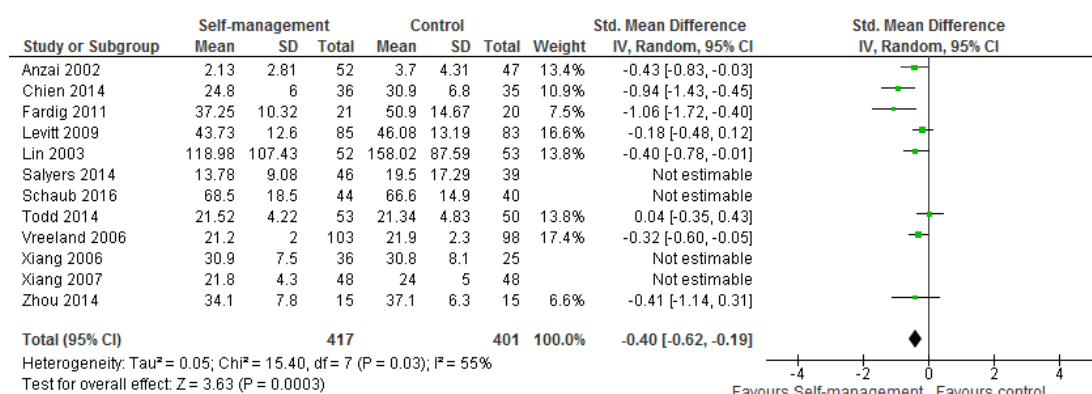 Self-management Control Std. Mean Difference Std. Mean Difference
Study or Subgroup Mean SD Total Mean SD Total Weight IV, Random, 95% CI IV, Random, 95% CI
Anzai 2002 2.13 2.81 52 3.7 4.31 47 13.4% -0.43 [-0.83, -0.03]
Chien 2014 24.8 6 36 30.9 6.8 35 10.9% -0.94 [-1.43, -0.45]
Fardig 2011 37.25 10.32 21 50.9 14.67 20 7.5% -1.06 [-1.72, -0.40]
Levitt 2009 43.73 12.6 85 46.08 13.19 83 16.6% -0.18 [-0.48, 0.12]
Lin 2003 118.98 107.43 52 158.02 87.59 53 13.8% -0.40 [-0.78, -0.01]
Salyers 2014 13.78 9.08 46 19.5 17.29 39 Not estimable
Schaub 2016 68.5 18.5 44 66.6 14.9 40 Not estimable
Todd 2014 21.52 4.22 53 21.34 4.83 50 13.8% 0.04 [-0.35, 0.43]
Vreeland 2006 21.2 2 103 21.9 2.3 98 17.4% -0.32 [-0.60, -0.05]
Xiang 2006 30.9 7.5 36 30.8 8.1 25 Not estimable
Xiang 2007 21.8 4.3 48 24 5 48 Not estimable
Zhou 2014 34.1 7.8 15 37.1 6.3 15 6.6% -0.41 [-1.14, 0.31]
Total (95% CI) 417 401 100.0% -0.40 [-0.62, -0.19]
Heterogeneity: Tau² = 0.05; Chi² = 15.40, df = 7 (P = 0.03); I² = 55%
Test for overall effect: Z = 3.63 (P = 0.0003)
-4 -2 0 2 4
Favours Self-management Favours control